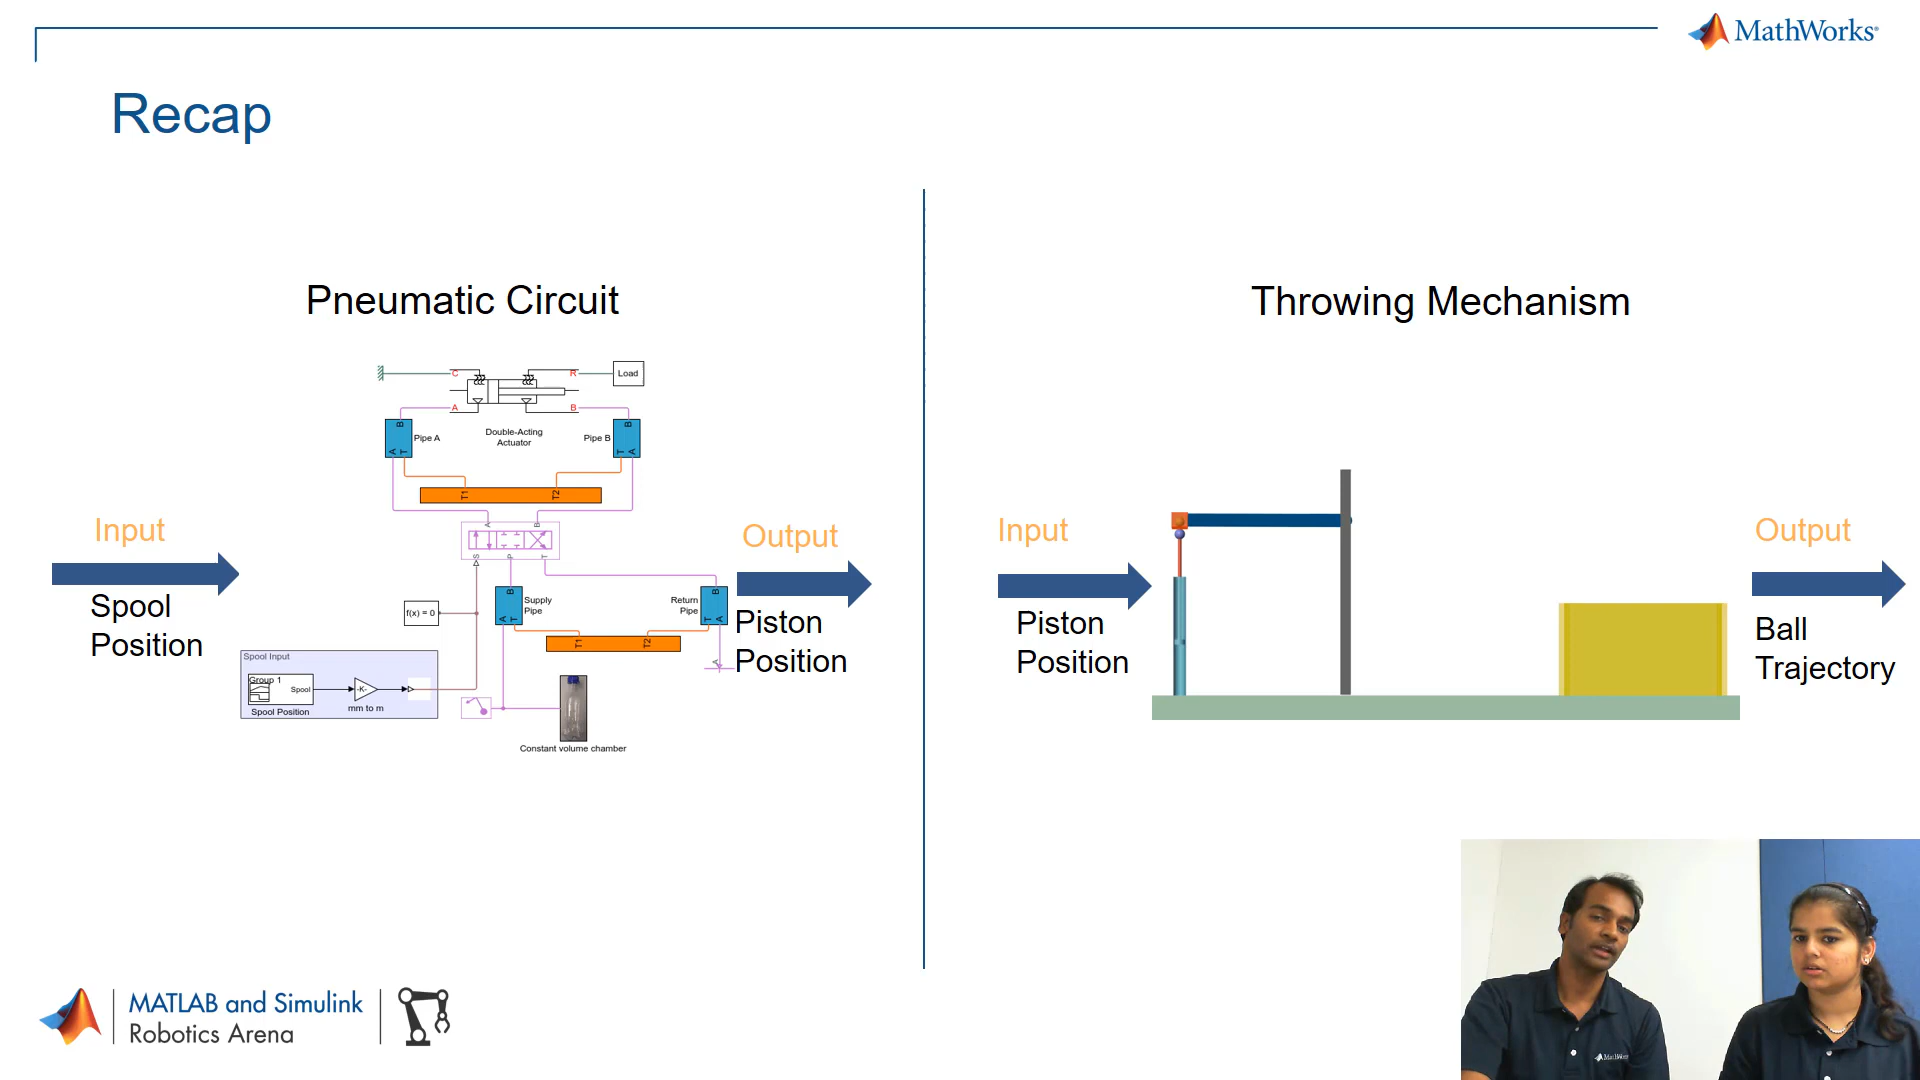 MathWorks®
Recap
Pneumatic Circuit
C
R
Load
A
B
B
A
T
Pipe A
Double-Acting
Actuator
Pipe B
B
T
A
T1
T2
A
B
S
P
T
Input
Spool
Position
Output
Piston
Position
f(x) = 0
B
A
T
Supply
Pipe
Return
Pipe
B
T
A
T1
T2
A
Spool Input
Group 1
Spool
Spool Position
-K-
mm to m
Constant volume chamber
Throwing Mechanism
Input
Piston
Position
Output
Ball
Trajectory
MATLAB and Simulink
Robotics Arena
MathWorks